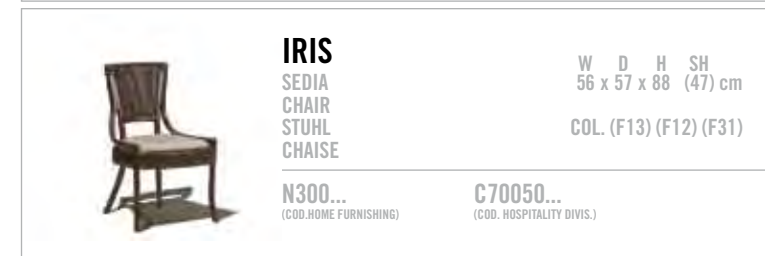 IRIS
SEDIA
CHAIR
STUHL
CHAISE
W D H SH
56 x 57 x 88 (47) cm
COL. (F13) (F12) (F31)
N300...
(COD.HOME FURNISHING)
C70050...
(COD. HOSPITALITY DIVIS.)